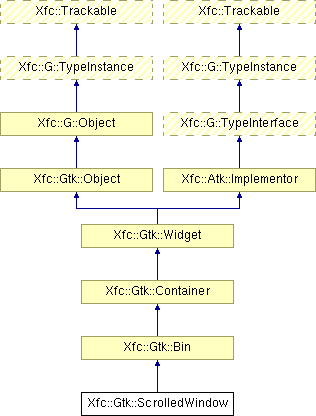 Xfc::Trackable Xfc::Trackable
Xfc::G::TypeInstance Xfc::G::TypeInstance
Xfc::G::Object Xfc::G::TypeInterface
Xfc::Gtk::Object Xfc::Atk::Implementor
Xfc::Gtk::Widget
Xfc::Gtk::Container
Xfc::Gtk::Bin
Xfc::Gtk::ScrolledWindow